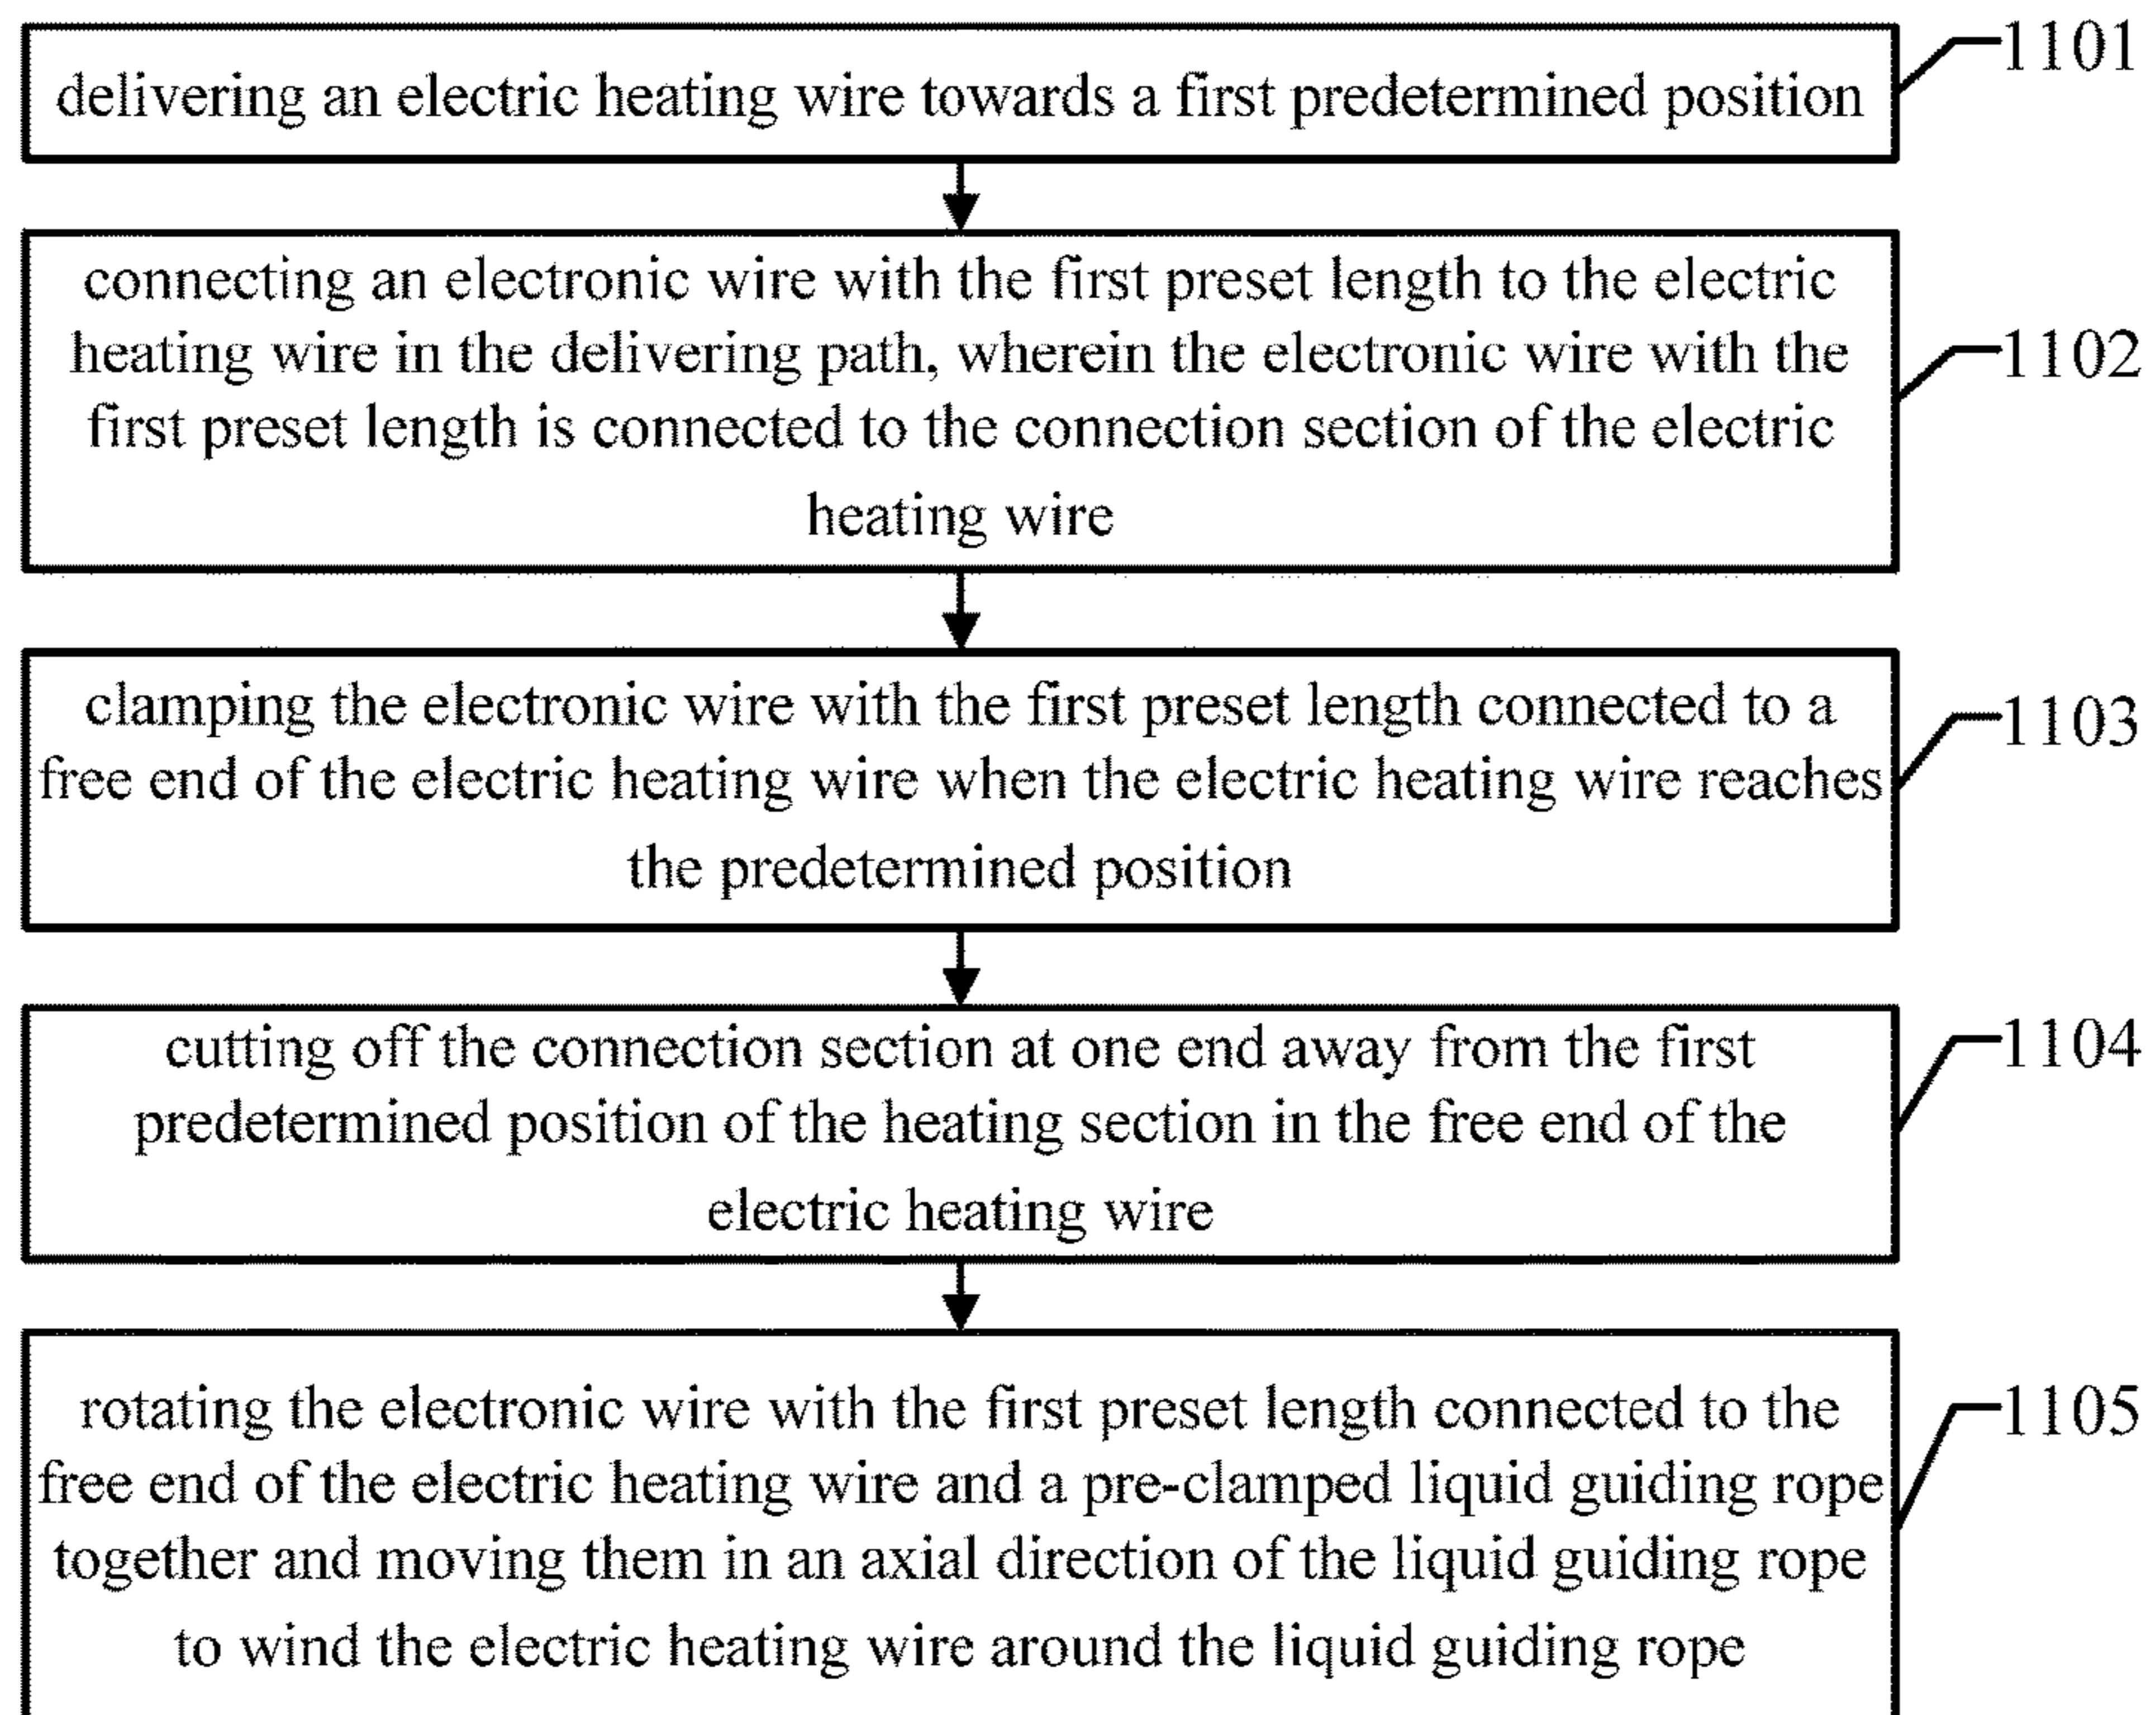 delivering an electric heating wire towards a first predetermined position
1101
connecting an electronic wire with the first preset length to the electric
heating wire in the delivering path, wherein the electronic wire with the
first preset length is connected to the connection section of the electric
heating wire
1102
clamping the electronic wire with the first preset length connected to a
free end of the electric heating wire when the electric heating wire reaches
the predetermined position
1103
cutting off the connection section at one end away from the first
predetermined position of the heating section in the free end of the
electric heating wire
1104
rotating the electronic wire with the first preset length connected to the
free end of the electric heating wire and a pre-clamped liquid guiding rope
together and moving them in an axial direction of the liquid guiding rope
to wind the electric heating wire around the liquid guiding rope
1105